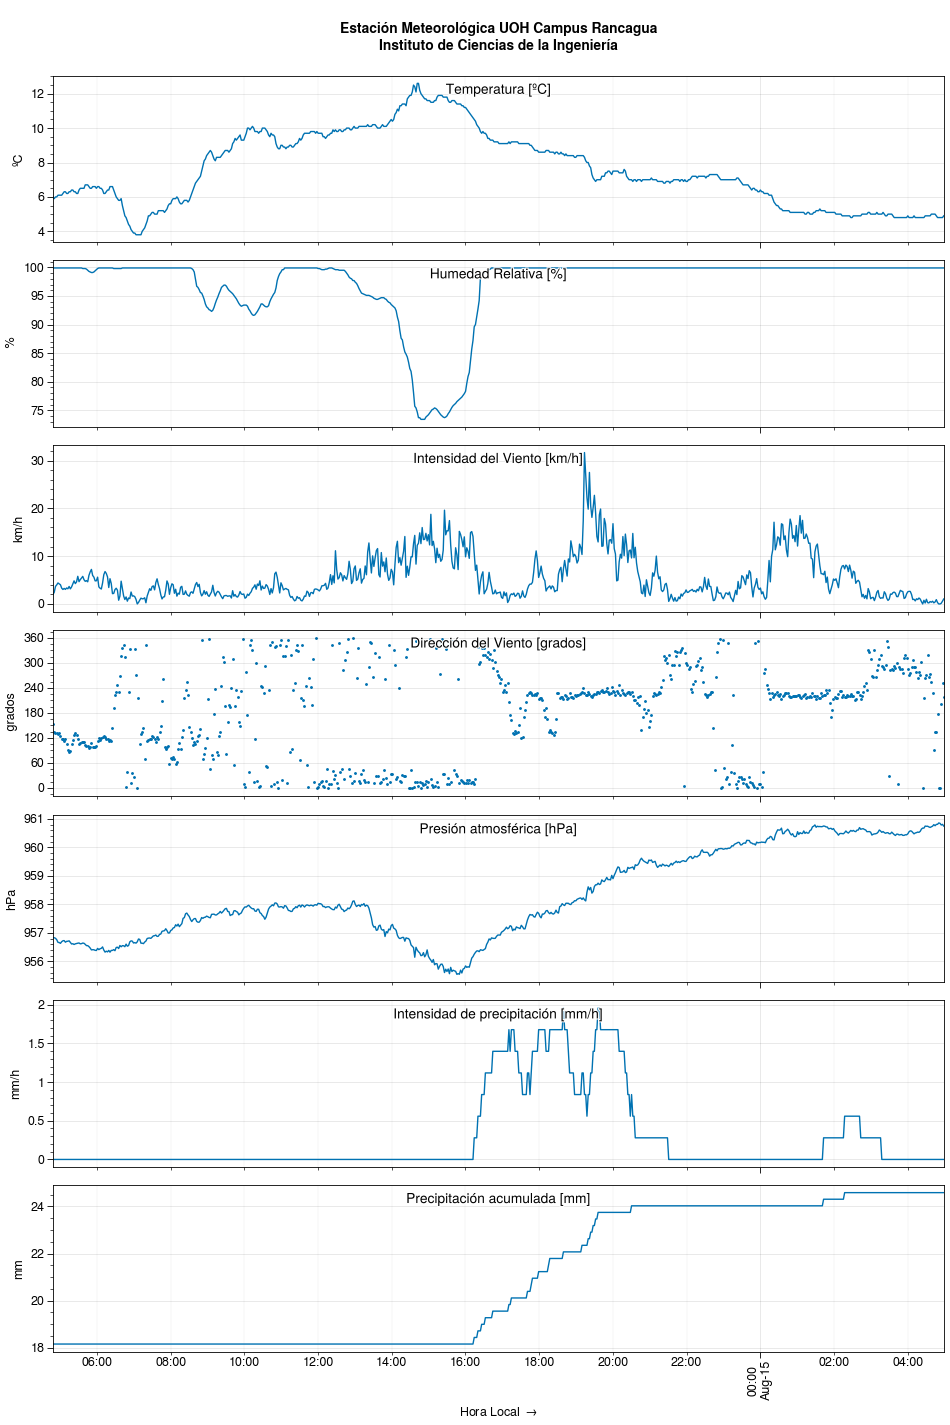 Estación Meteorológica UOH Campus Rancagua
Instituto de Ciencias de la Ingeniería
Temperatura [ºC]
ºC
12
10
8
6
4
Humedad Relativa [%]
%
100
95
90
85
80
75
Intensidad del Viento [km/h]
km/h
30
20
10
0
Dirección del Viento [grados]
grados
360
300
240
180
120
60
0
Presión atmosférica [hPa]
hPa
961
960
959
958
957
956
Intensidad de precipitación [mm/h]
mm/h
2
1.5
1
0.5
0
Precipitación acumulada [mm]
mm
24
22
20
18
06:00 08:00 10:00 12:00 14:00 16:00 18:00 20:00 22:00 00:00 02:00 04:00
Aug-15
Hora Local →